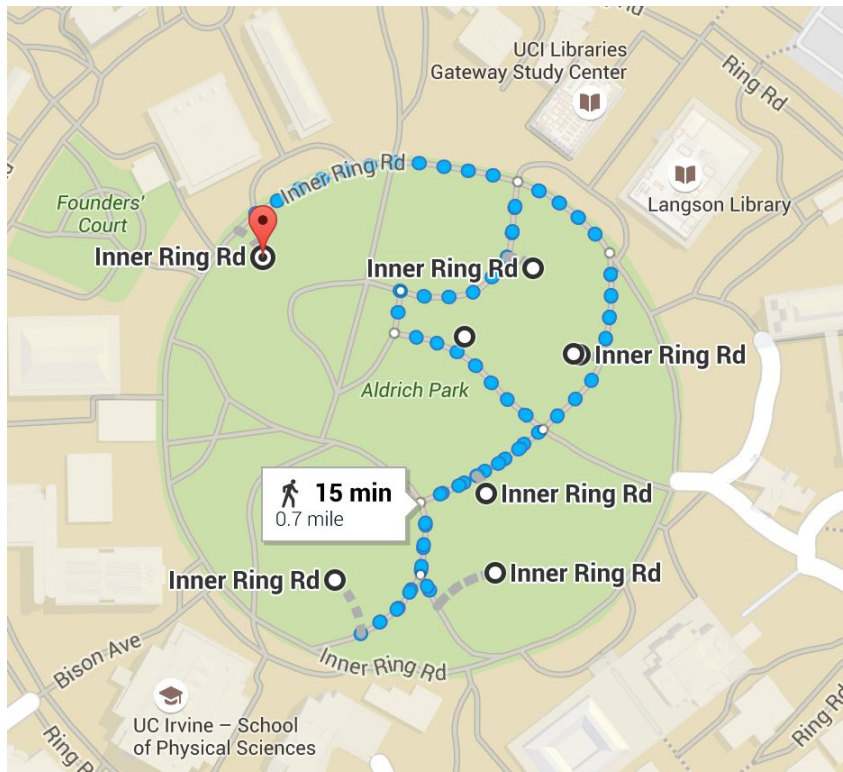 Rd
UCI Libraries
Gateway Study Center
Ring Rd
Inner Ring Rd
Founders'
Court
Langson Library
Inner Ring Rd
Inner Ring Rd
Inner Ring Rd
Aldrich Park
15 min
0.7 mile
Inner Ring Rd
Inner Ring Rd
Inner Ring Rd
Inner Ring Rd
Bison Ave
UC Irvine – School
of Physical Sciences
Ring Rd
Ring Rd